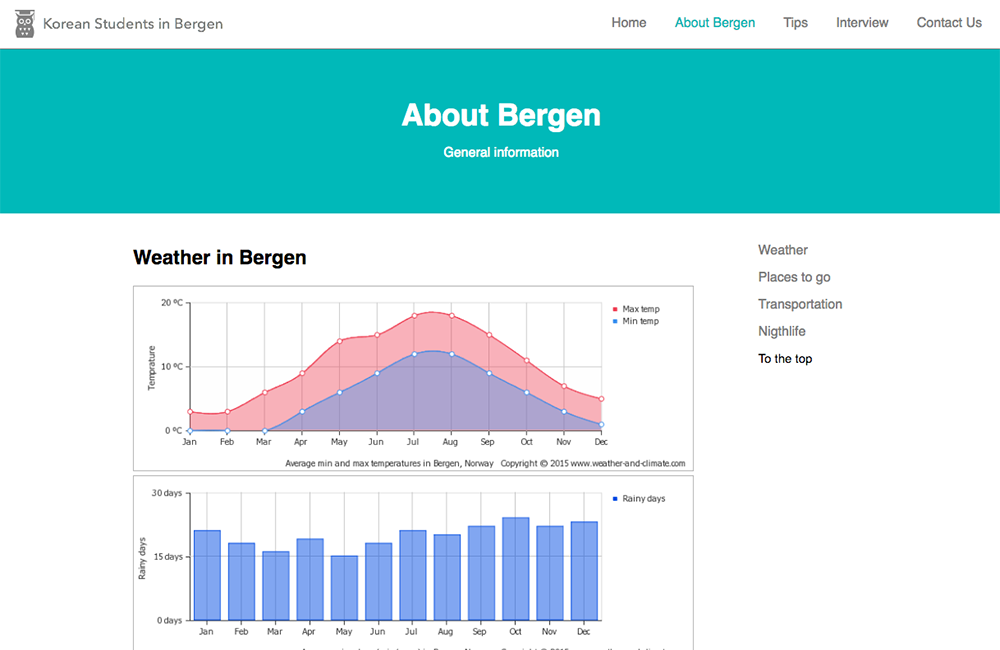 Korean Students in Bergen
Home About Bergen Tips Interview Contact Us
About Bergen
General information
Weather in Bergen
Weather
Places to go
Transportation
Nigthlife
To the top
20 ºC
10 ºC
0 ºC
Temprature
Max temp
Min temp
Jan Feb Mar Apr May Jun Jul Aug Sep Oct Nov Dec
Average min and max temperatures in Bergen, Norway Copyright © 2015 www.weather-and-climate.com
30 days
15 days
0 days
Rainy days
Rainy days
Jan Feb Mar Apr May Jun Jul Aug Sep Oct Nov Dec